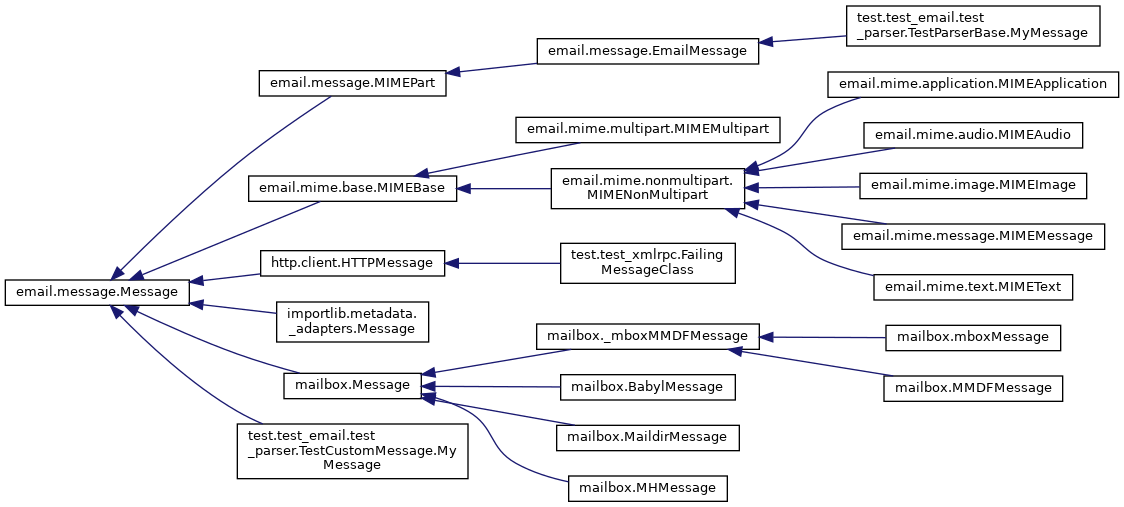 test.test_email.test
_parser.TestParserBase.MyMessage
email.message.EmailMessage
email.message.MIMEPart
email.mime.application.MIMEApplication
email.mime.multipart.MIMEMultipart
email.mime.audio.MIMEAudio
email.mime.base.MIMEBase
email.mime.nonmultipart.
MIMENonMultipart
email.mime.image.MIMEImage
email.mime.message.MIMEMessage
http.client.HTTPMessage
test.test_xmlrpc.Failing
MessageClass
email.mime.text.MIMEText
email.message.Message
importlib.metadata.
_adapters.Message
mailbox._mboxMMDFMessage
mailbox.mboxMessage
mailbox.Message
mailbox.BabylMessage
mailbox.MMDFMessage
mailbox.MaildirMessage
test.test_email.test
_parser.TestCustomMessage.My
Message
mailbox.MHMessage